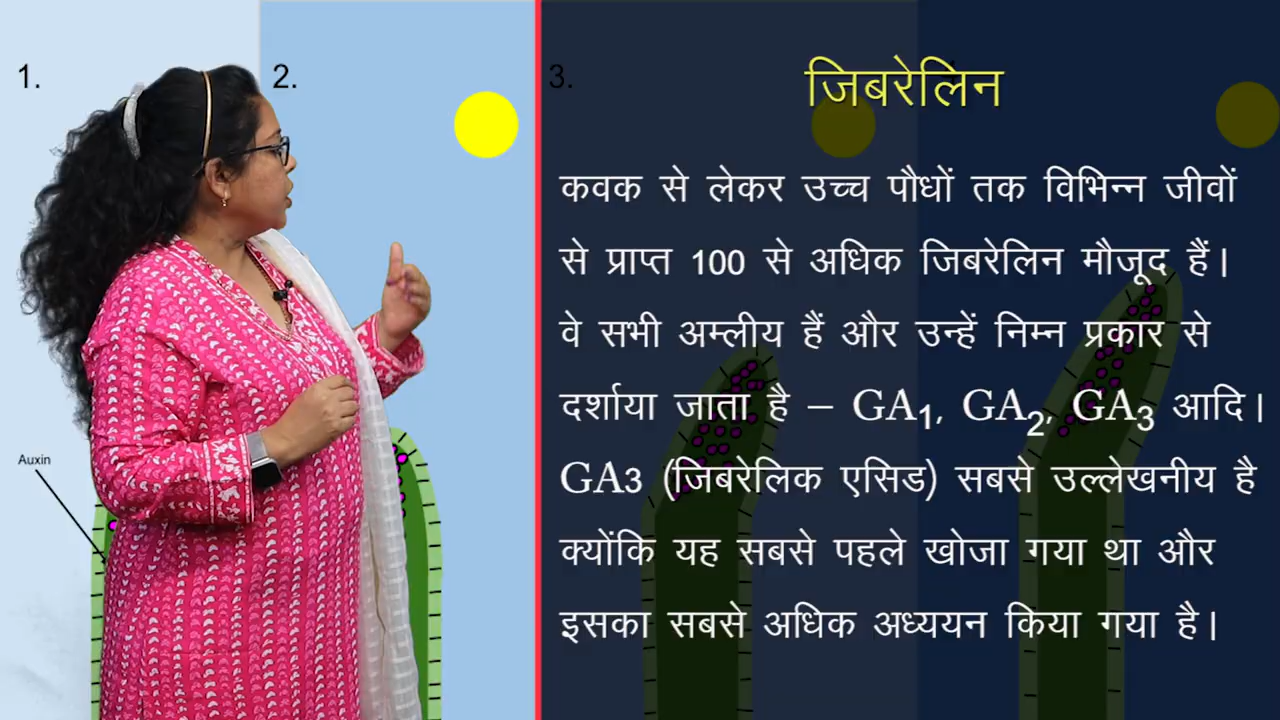 1.
2.
3.
Auxin
जिबरेलिन
कवक से लेकर उच्च पौधों तक विभिन्न जीवों
से प्राप्त 100 से अधिक जिबरेलिन मौजूद हैं।
वे सभी अम्लीय हैं और उन्हें निम्न प्रकार से
दर्शाया जाता है – GA₁, GA₂, GA₃ आदि।
GA3 (जिबरेलिक एसिड) सबसे उल्लेखनीय है
क्योंकि यह सबसे पहले खोजा गया था और
इसका सबसे अधिक अध्ययन किया गया है।